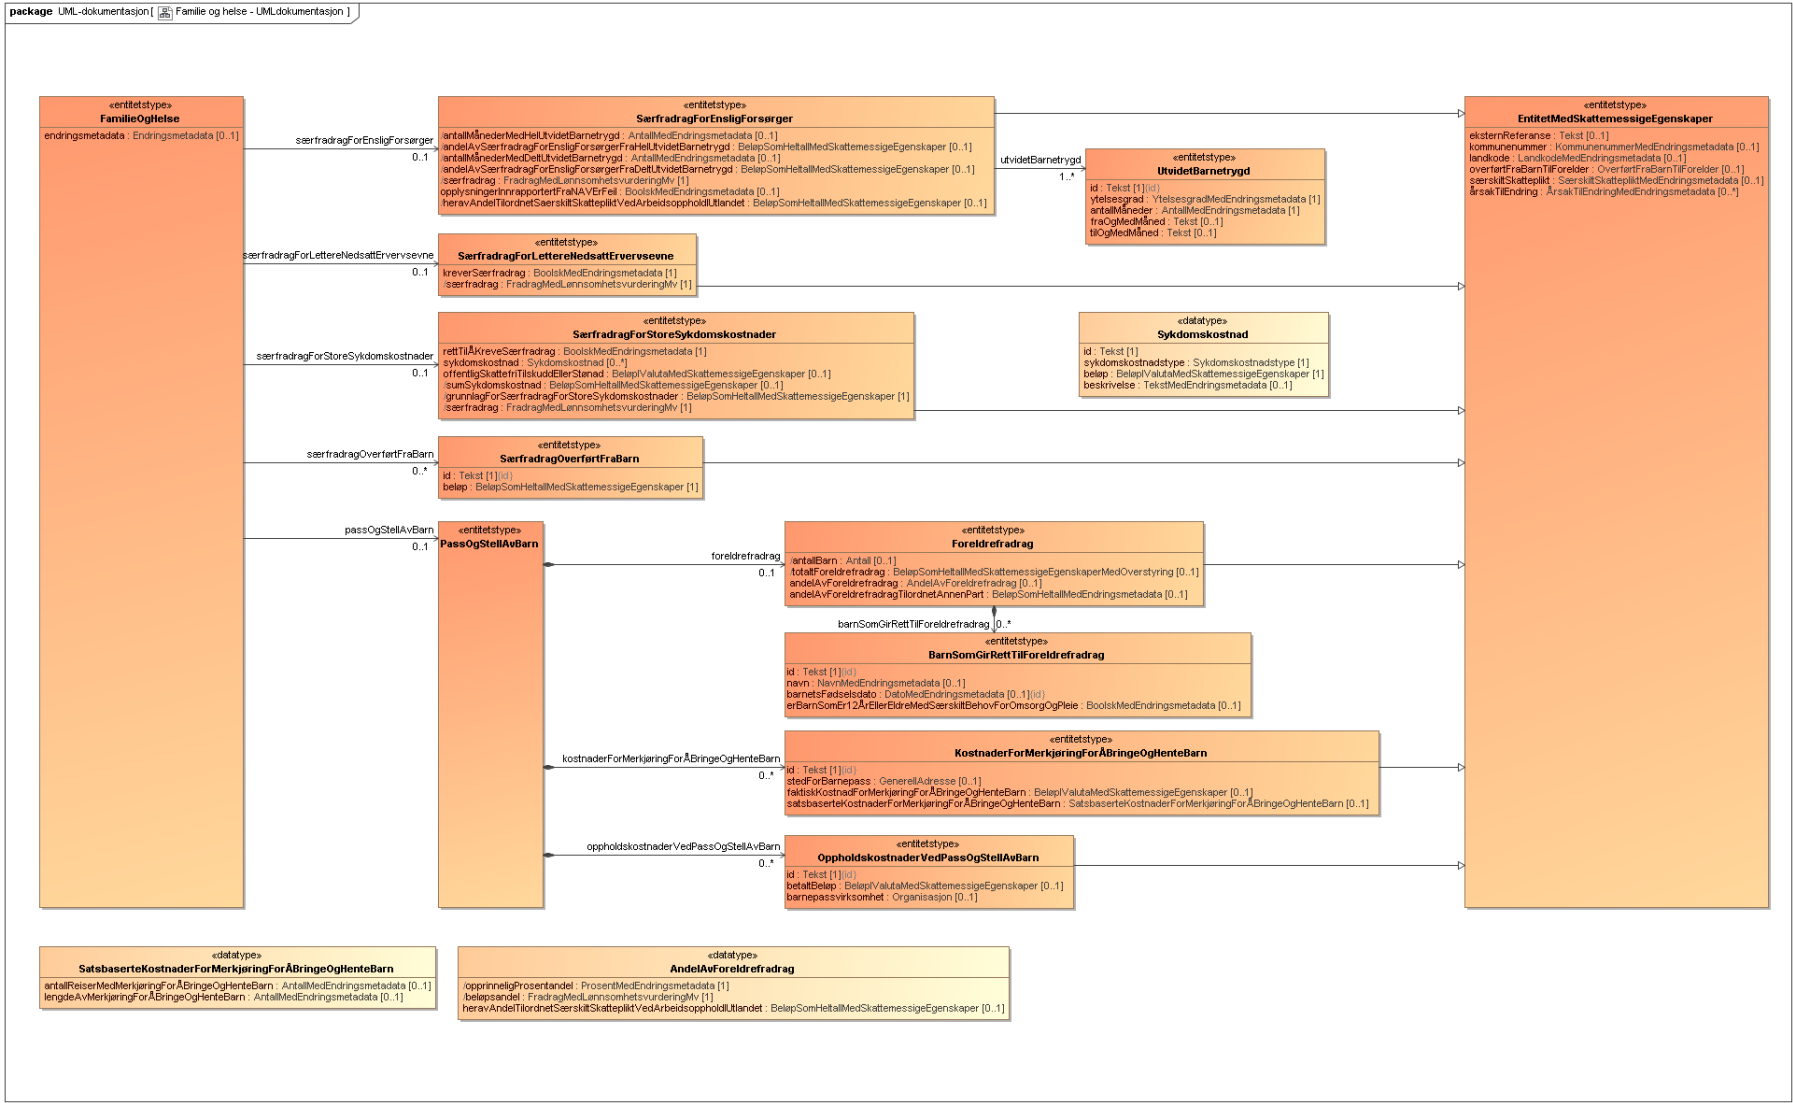 package UML-dokumentasjon [ Familie og helse - UMLdokumentasjon ]
«entitetstype»
FamilieOgHelse
endringsmetadata : Endringsmetadata [0..1]
særfradragForEnsligForsørger
0..1
«entitetstype»
SærfradragForEnsligForsørger
/antallMånederMedHelUtvidetBarnetrygd : AntallMedEndringsmetadata [0..1]
/andelAvSærfradragForEnsligForsørgerFraHelUtvidetBarnetrygd : BeløpSomHeltallMedSkattemessigeEgenskaper [0..1]
/antallMånederMedDeltUtvidetBarnetrygd : AntallMedEndringsmetadata [0..1]
/andelAvSærfradragForEnsligForsørgerFraDeltUtvidetBarnetrygd : BeløpSomHeltallMedSkattemessigeEgenskaper [0..1]
/særfradrag : FradragMedLønnsomhetsvurderingMv [1]
opplysningerInnrapportertFraNAVErFeil : BoolskMedEndringsmetadata [0..1]
/heravAndelTilordnetSaerskiltSkattepliktVedArbeidsoppholdIUtlandet : BeløpSomHeltallMedSkattemessigeEgenskaper [0..1]
utvidetBarnetrygd
1..*
«entitetstype»
UtvidetBarnetrygd
id : Tekst [1]{id}
ytelsesgrad : YtelsesgradMedEndringsmetadata [1]
antallMåneder : AntallMedEndringsmetadata [1]
fraOgMedMåned : Tekst [0..1]
tilOgMedMåned : Tekst [0..1]
«entitetstype»
EntitetMedSkattemessigeEgenskaper
eksternReferanse : Tekst [0..1]
kommunenummer : KommunenummerMedEndringsmetadata [0..1]
landkode : LandkodeMedEndringsmetadata [0..1]
overførtFraBarnTilForelder : OverførtFraBarnTilForelder [0..1]
særskiltSkatteplikt : SærskiltSkattepliktMedEndringsmetadata [0..1]
årsakTilEndring : ÅrsakTilEndringMedEndringsmetadata [0..*]
særfradragForLettereNedsattErvervsevne
0..1
«entitetstype»
SærfradragForLettereNedsattErvervsevne
kreverSærfradrag : BoolskMedEndringsmetadata [1]
/særfradrag : FradragMedLønnsomhetsvurderingMv [1]
særfradragForStoreSykdomskostnader
0..1
«entitetstype»
SærfradragForStoreSykdomskostnader
rettTilÅKreveSærfradrag : BoolskMedEndringsmetadata [1]
sykdomskostnad : Sykdomskostnad [0..*]
offentligSkattefriTilskuddEllerStønad : BeløpIValutaMedSkattemessigeEgenskaper [0..1]
/sumSykdomskostnad : BeløpSomHeltallMedSkattemessigeEgenskaper [0..1]
/grunnlagForSærfradragForStoreSykdomskostnader : BeløpSomHeltallMedSkattemessigeEgenskaper [1]
/særfradrag : FradragMedLønnsomhetsvurderingMv [1]
«datatype»
Sykdomskostnad
id : Tekst [1]
sykdomskostnadstype : Sykdomskostnadstype [1]
beløp : BeløpIValutaMedSkattemessigeEgenskaper [1]
beskrivelse : TekstMedEndringsmetadata [0..1]
særfradragOverførtFraBarn
0..*
«entitetstype»
SærfradragOverførtFraBarn
id : Tekst [1]{id}
beløp : BeløpSomHeltallMedSkattemessigeEgenskaper [1]
passOgStellAvBarn
0..1
«entitetstype»
PassOgStellAvBarn
foreldrefradrag
0..1
«entitetstype»
Foreldrefradrag
/antallBarn : Antall [0..1]
/totaltForeldrefradrag : BeløpSomHeltallMedSkattemessigeEgenskaperMedOverstyring [0..1]
andelAvForeldrefradrag : AndelAvForeldrefradrag [0..1]
andelAvForeldrefradragTilordnetAnnenPart : BeløpSomHeltallMedEndringsmetadata [0..1]
barnSomGirRettTilForeldrefradrag 0..*
«entitetstype»
BarnSomGirRettTilForeldrefradrag
id : Tekst [1]{id}
navn : NavnMedEndringsmetadata [0..1]
barnetsFødselsdato : DatoMedEndringsmetadata [0..1]{id}
erBarnSomEr12ÅrEllerEldreMedSærskiltBehovForOmsorgOgPleie : BoolskMedEndringsmetadata [0..1]
kostnaderForMerkjøringForÅBringeOgHenteBarn
0..*
«entitetstype»
KostnaderForMerkjøringForÅBringeOgHenteBarn
id : Tekst [1]{id}
stedForBarnepass : GenerellAdresse [0..1]
faktiskKostnadForMerkjøringForÅBringeOgHenteBarn : BeløpIValutaMedSkattemessigeEgenskaper [0..1]
satsbaserteKostnaderForMerkjøringForÅBringeOgHenteBarn : SatsbaserteKostnaderForMerkjøringForÅBringeOgHenteBarn [0..1]
oppholdskostnaderVedPassOgStellAvBarn
0..*
«entitetstype»
OppholdskostnaderVedPassOgStellAvBarn
id : Tekst [1]{id}
betaltBeløp : BeløpIValutaMedSkattemessigeEgenskaper [0..1]
barnepassvirksomhet : Organisasjon [0..1]
«datatype»
SatsbaserteKostnaderForMerkjøringForÅBringeOgHenteBarn
antallReiserMedMerkjøringForÅBringeOgHenteBarn : AntallMedEndringsmetadata [0..1]
lengdeAvMerkjøringForÅBringeOgHenteBarn : AntallMedEndringsmetadata [0..1]
«datatype»
AndelAvForeldrefradrag
/opprinneligProsentandel : ProsentMedEndringsmetadata [1]
/beløpsandel : FradragMedLønnsomhetsvurderingMv [1]
heravAndelTilordnetSærskiltSkattepliktVedArbeidsoppholdIUtlandet : BeløpSomHeltallMedSkattemessigeEgenskaper [0..1]